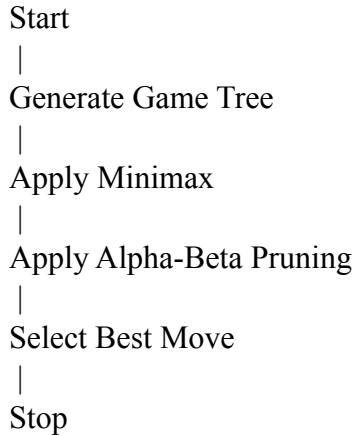 Start
|
Generate Game Tree
|
Apply Minimax
|
Apply Alpha-Beta Pruning
|
Select Best Move
|
Stop